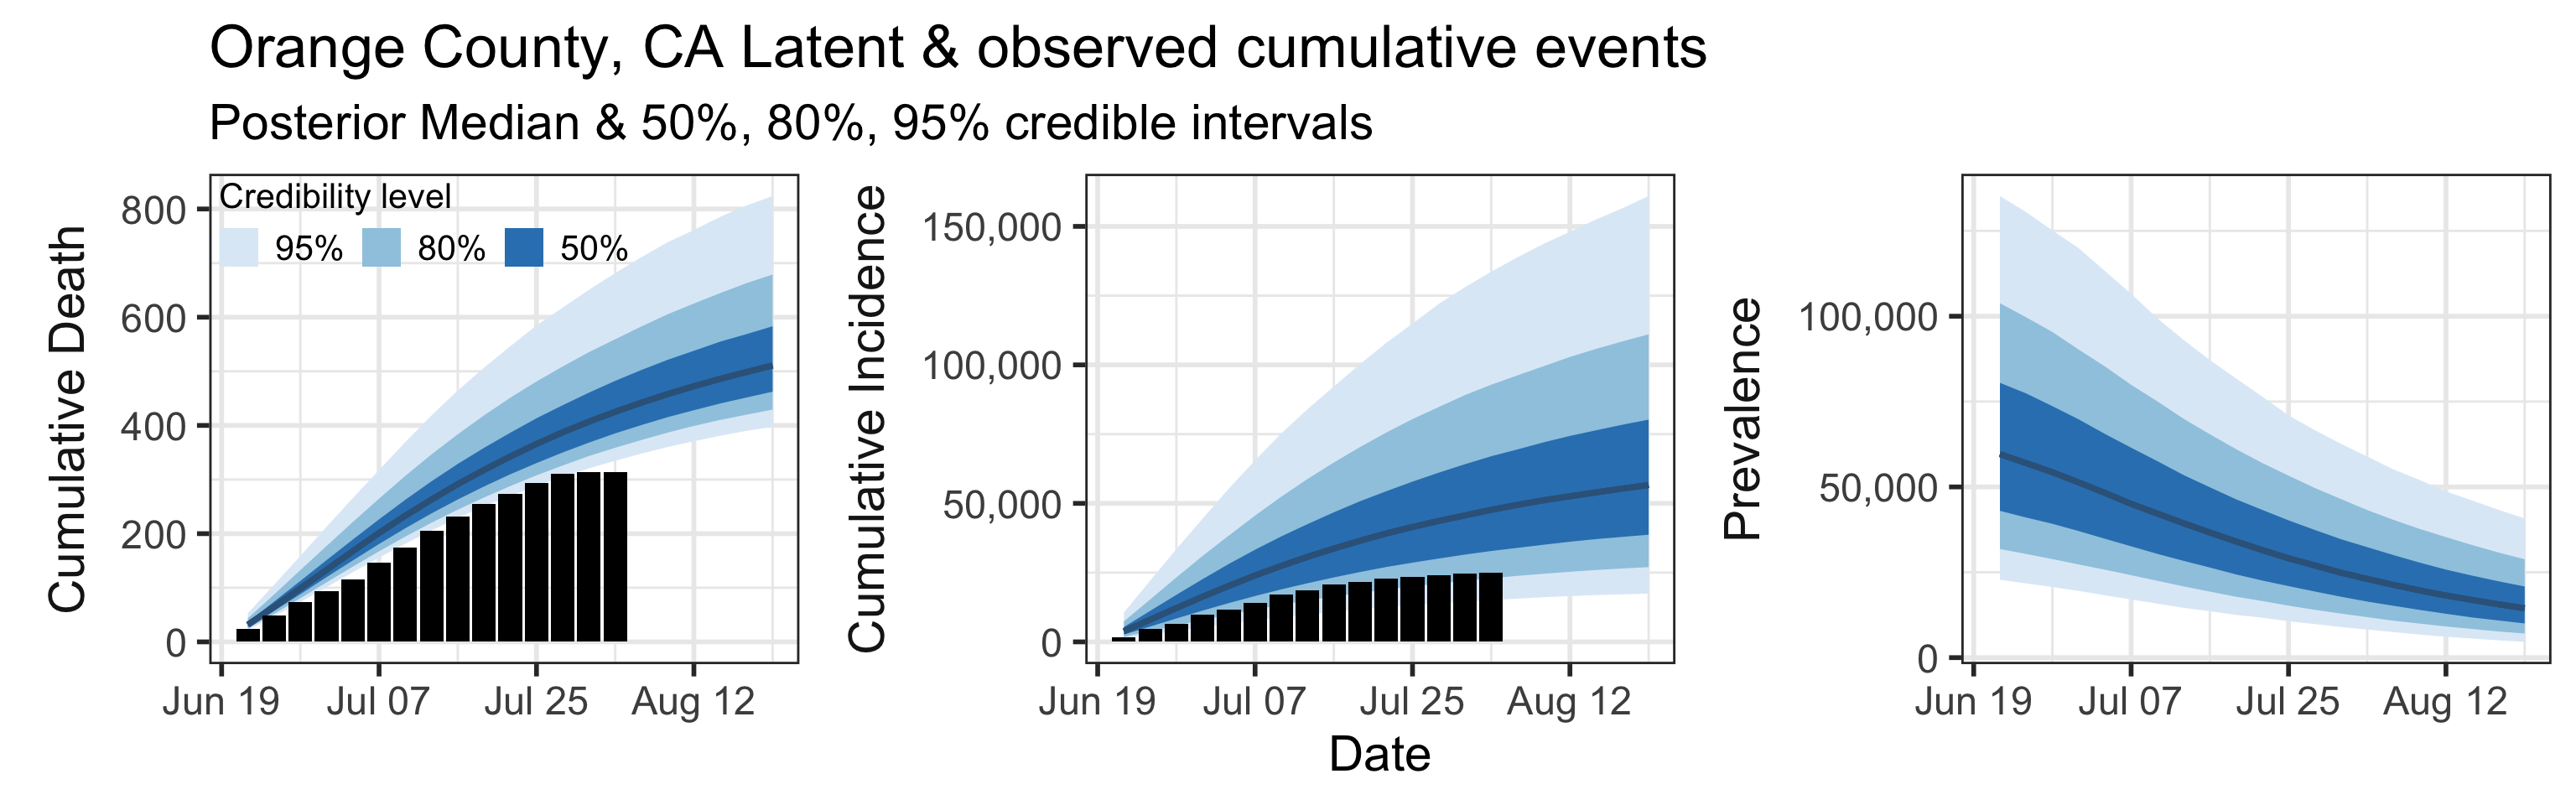 Orange County, CA Latent & observed cumulative events
Posterior Median & 50%, 80%, 95% credible intervals
Cumulative Death
800
600
400
200
0
Credibility level
95% 80% 50%
Jun 19 Jul 07 Jul 25 Aug 12
Cumulative Incidence
150,000
100,000
50,000
0
Jun 19 Jul 07 Jul 25 Aug 12
Prevalence
100,000
50,000
0
Jun 19 Jul 07 Jul 25 Aug 12
Date